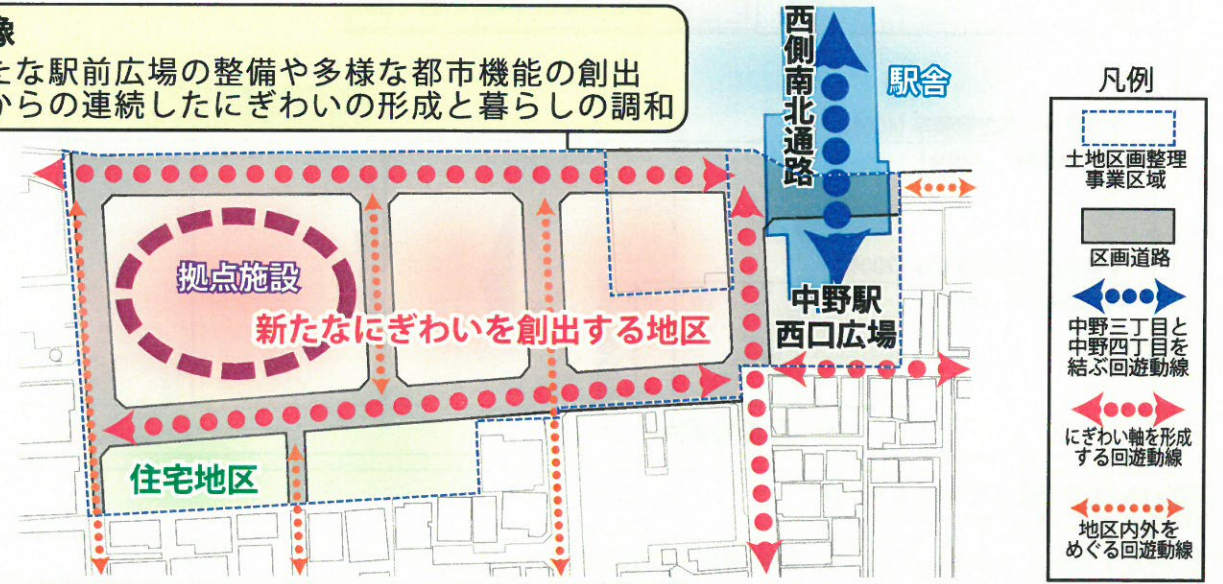 像
な駅前広場の整備や多様な都市機能の創出
からの連続したにぎわいの形成と暮らしの調和
西側南北通路
駅舎
拠点施設
新たなにぎわいを創出する地区
中野駅
西口広場
住宅地区
凡例
土地区画整理
事業区域
区画道路
中野三丁目と
中野四丁目を
結ぶ回遊動線
にぎわい軸を形成
する回遊動線
地区内外を
めぐる回遊動線